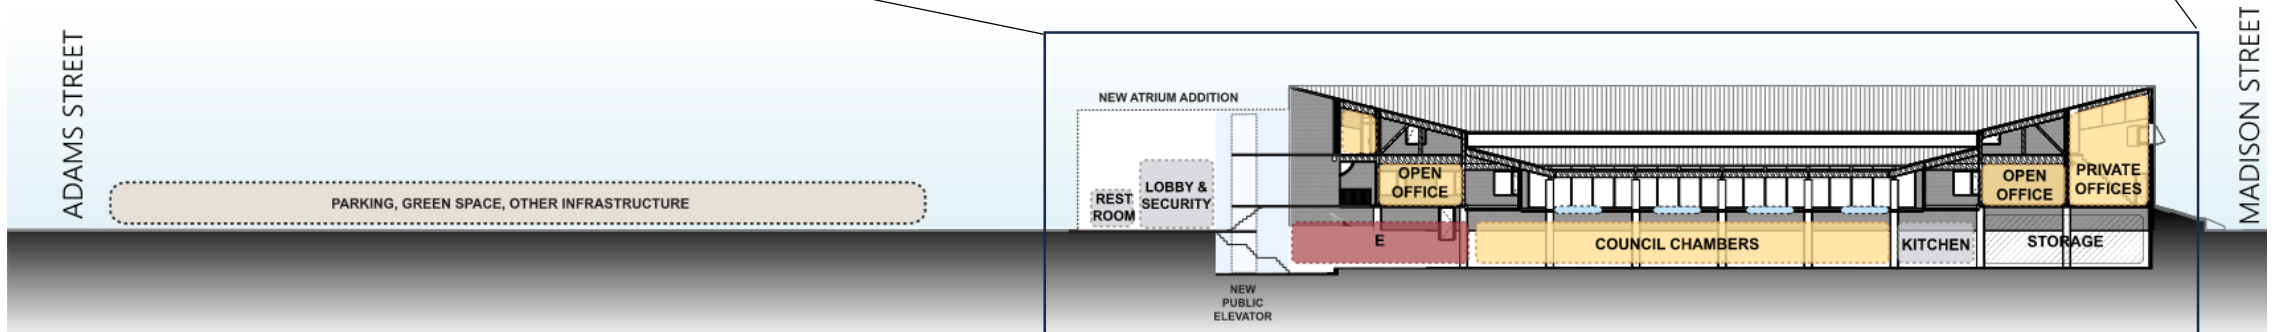 ADAMS STREET
PARKING, GREEN SPACE, OTHER INFRASTRUCTURE
NEW ATRIUM ADDITION
REST
ROOM
LOBBY &
SECURITY
NEW
PUBLIC
ELEVATOR
E
OPEN
OFFICE
COUNCIL CHAMBERS
KITCHEN
OPEN
OFFICE
PRIVATE
OFFICES
STORAGE
MADISON STREET